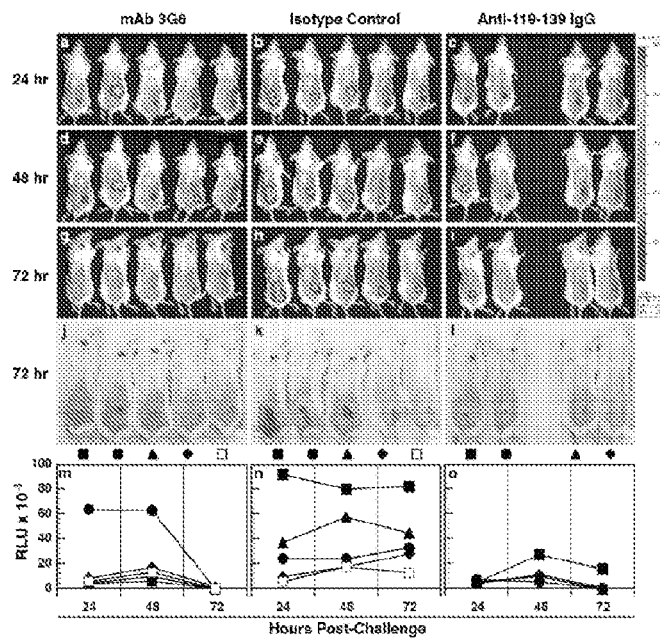 mAb 3G6 Isotype Control Anti-119-139 IgG
24 hr
a b c
48 hr
d e f
72 hr
g h i
72 hr
j k l
m n o
RLU x 10⁻³
100
80
60
40
20
0
24 48 72 24 48 72 24 48 72
Hours Post-Challenge